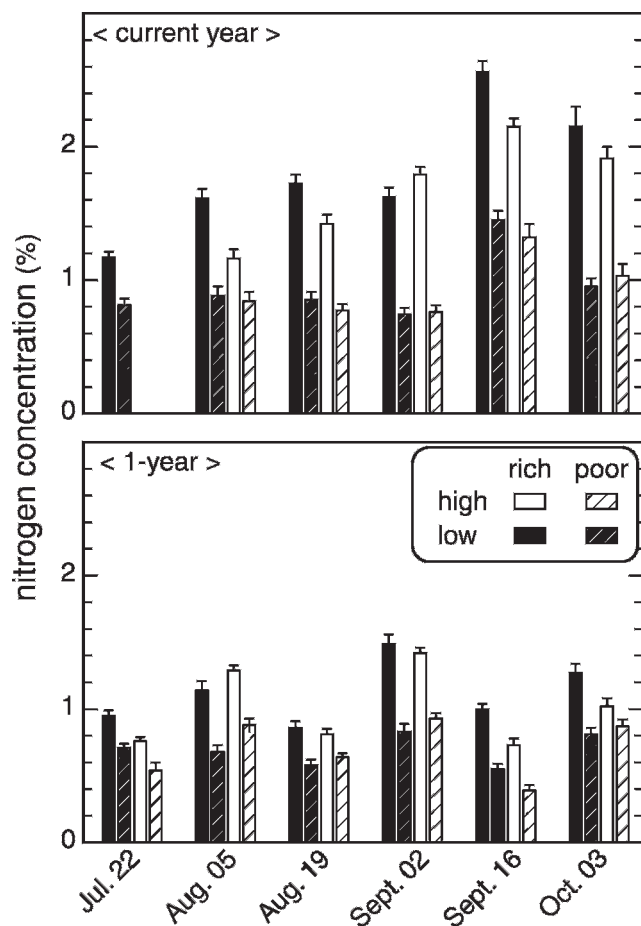 < current year >
2
1
0
nitrogen concentration (%)
< 1-year >
rich poor
high
low
2
1
0
Jul. 22
Aug. 05
Aug. 19
Sept. 02
Sept. 16
Oct. 03